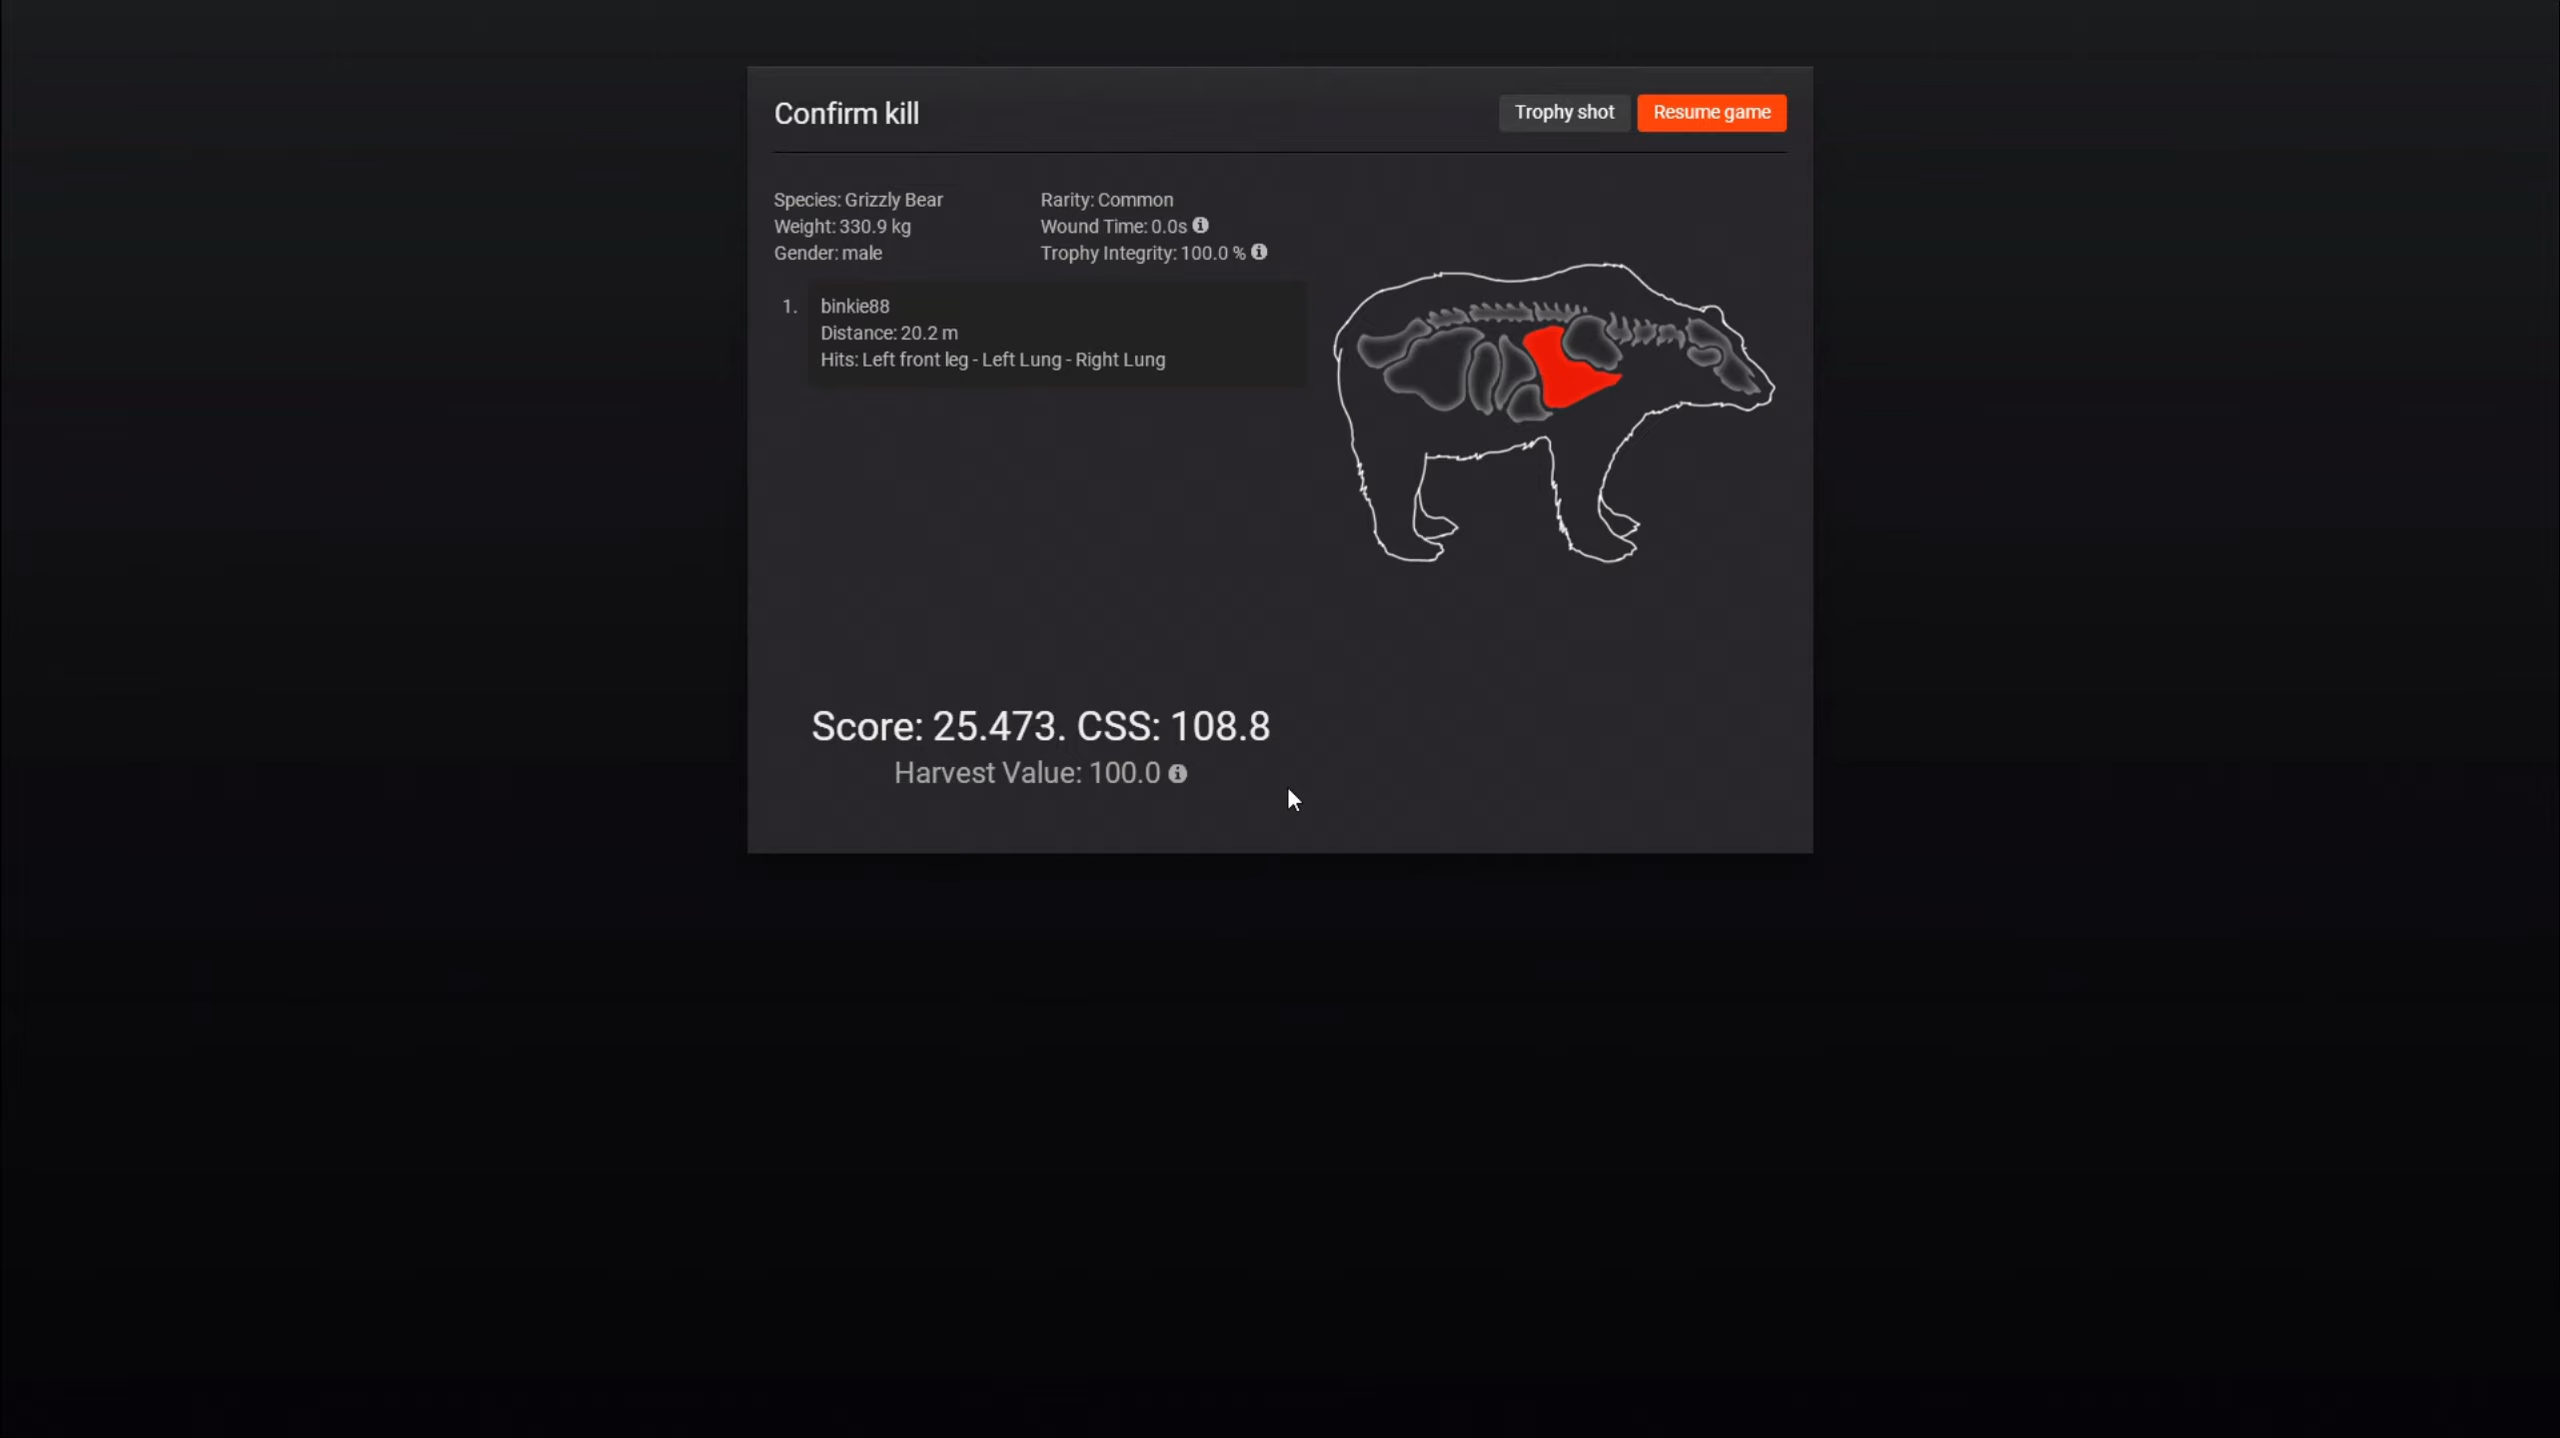 Confirm kill
Trophy shot
Resume game
Species: Grizzly Bear
Weight: 330.9 kg
Gender: male
Rarity: Common
Wound Time: 0.0s
Trophy Integrity: 100.0 %
1.
binkie88
Distance: 20.2 m
Hits: Left front leg - Left Lung - Right Lung
Score: 25.473. CSS: 108.8
Harvest Value: 100.0